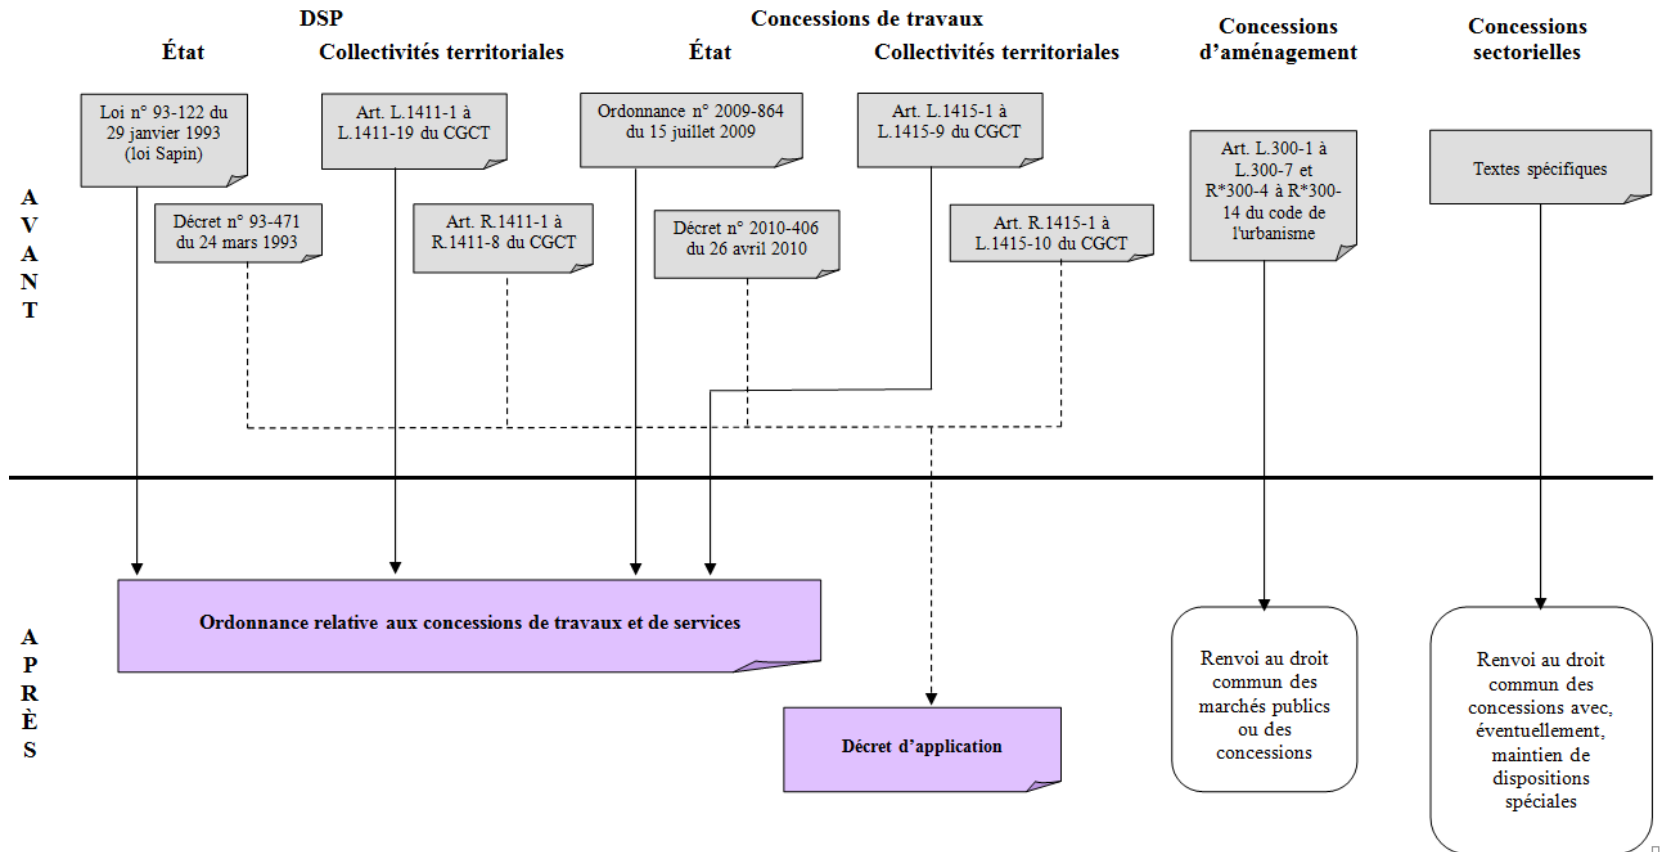 DSP
Concessions de travaux
Concessions
d’aménagement
Concessions
sectorielles
État
Collectivités territoriales
État
Collectivités territoriales
AVANT
Loi n° 93-122 du
29 janvier 1993
(loi Sapin)
Art. L.1411-1 à
L.1411-19 du CGCT
Ordonnance n° 2009-864
du 15 juillet 2009
Art. L.1415-1 à
L.1415-9 du CGCT
Art. L.300-1 à
L.300-7 et
R*300-4 à R*300-
14 du code de
l'urbanisme
Textes spécifiques
Décret n° 93-471
du 24 mars 1993
Art. R.1411-1 à
R.1411-8 du CGCT
Décret n° 2010-406
du 26 avril 2010
Art. R.1415-1 à
L.1415-10 du CGCT
APRÈS
Ordonnance relative aux concessions de travaux et de services
Décret d’application
Renvoi au droit
commun des
marchés publics
ou des
concessions
Renvoi au droit
commun des
concessions avec,
éventuellement,
maintien de
dispositions
spéciales